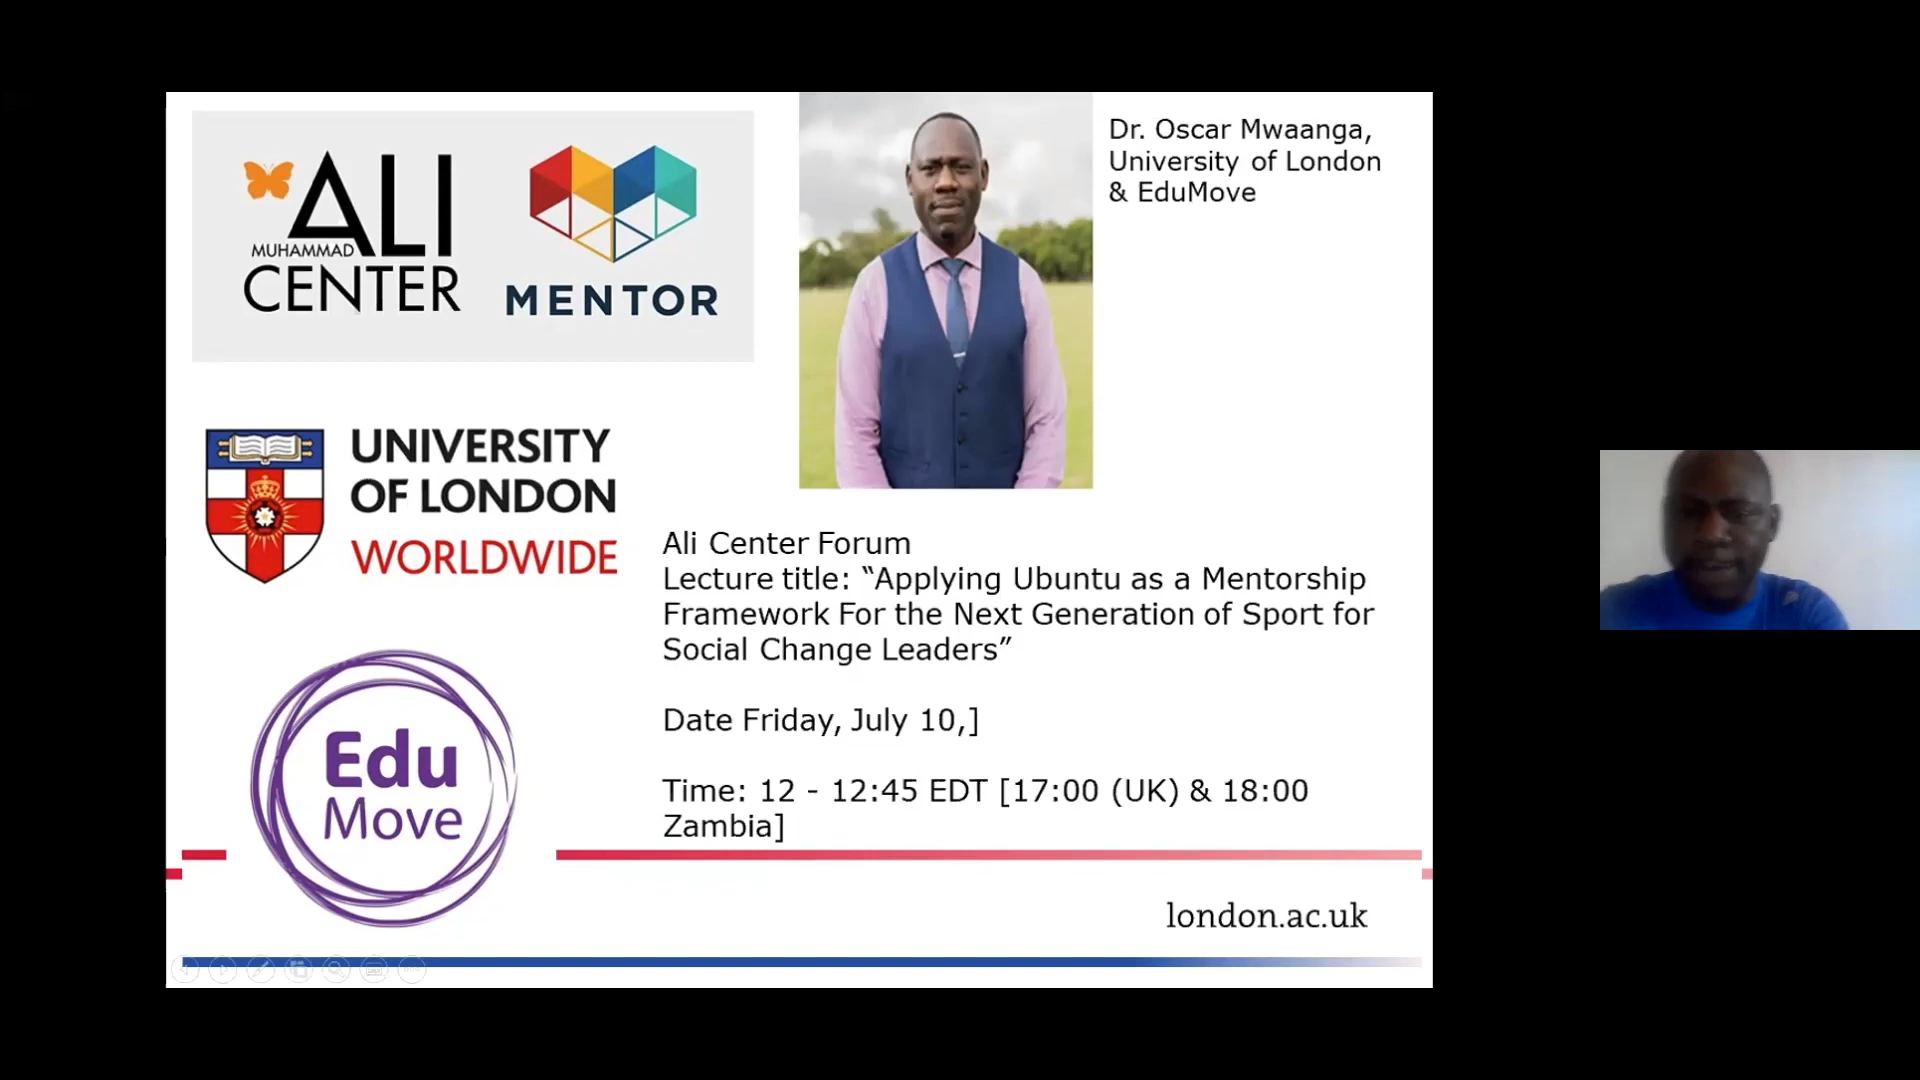 ALI
MUHAMMAD
CENTER
MENTOR
Dr. Oscar Mwaanga,
University of London
& EduMove
UNIVERSITY
OF LONDON
WORLDWIDE
Ali Center Forum
Lecture title: “Applying Ubuntu as a Mentorship
Framework For the Next Generation of Sport for
Social Change Leaders”
Date Friday, July 10,]
Time: 12 - 12:45 EDT [17:00 (UK) & 18:00
Zambia]
Edu
Move
london.ac.uk